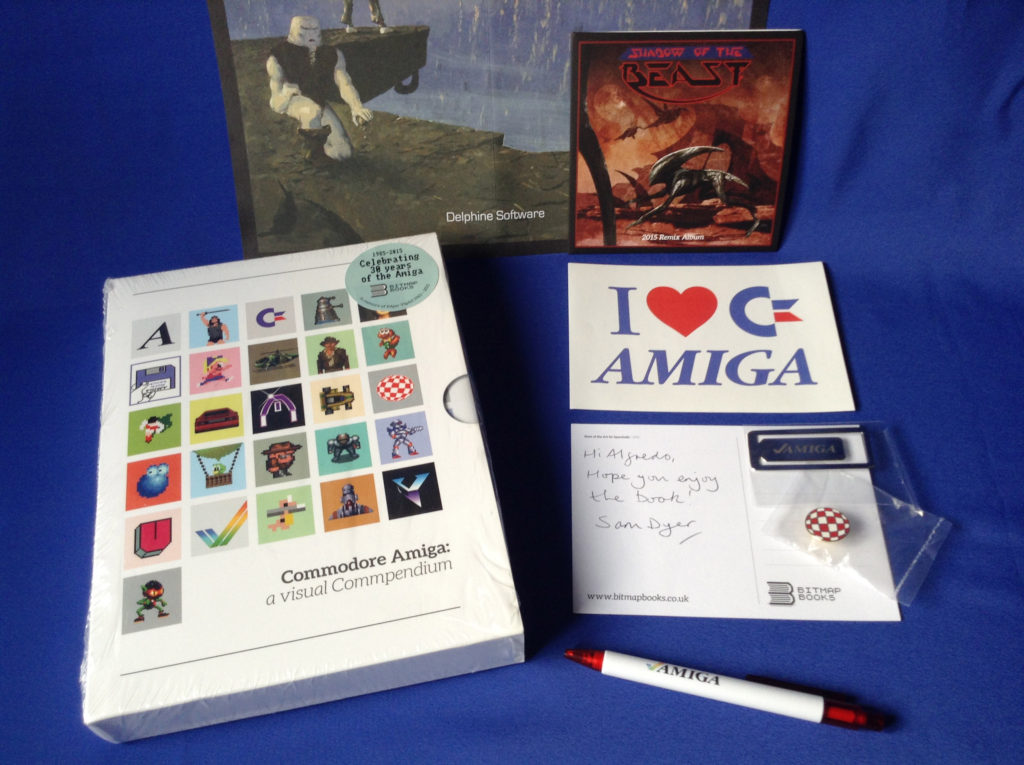 Delphine Software
SHADOW OF THE
BEAST
2015 Remix Album
1985-2015
Celebrating
30 years
of the Amiga
BITMAP
BOOKS
A
Commodore Amiga:
a visual Commpendium
I ❤ C
AMIGA
Hi Alfredo,
Hope you enjoy
the book!
Sam Dyer
www.bitmapbooks.co.uk
AMIGA
BITMAP
BOOKS
AMIGA